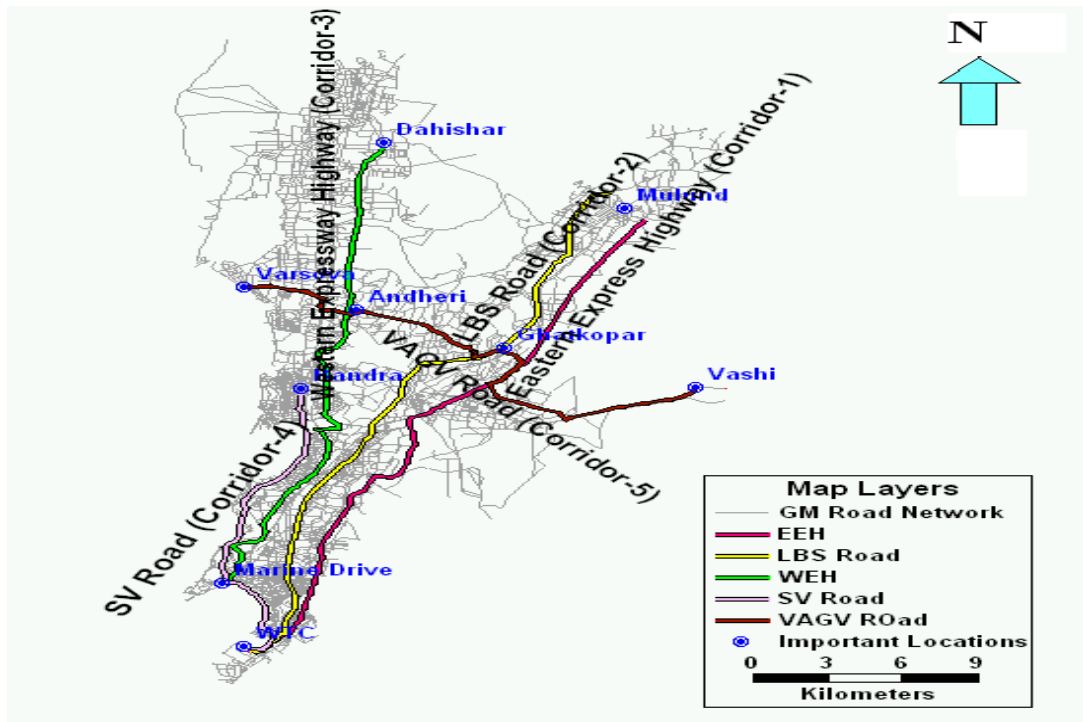 N
Western Expressway Highway (Corridor-3)
Eastern Express Highway (Corridor-1)
Dahishar
LBS Road (Corridor-2)
Mulund
Varsova
Andheri
Ghatkopar
VAGV Road (Corridor-5)
Bandra
Vashi
SV Road (Corridor-4)
Marine Drive
WTC
Map Layers
GM Road Network
EEH
LBS Road
WEH
SV Road
VAGV ROad
Important Locations
0 3 6 9
Kilometers